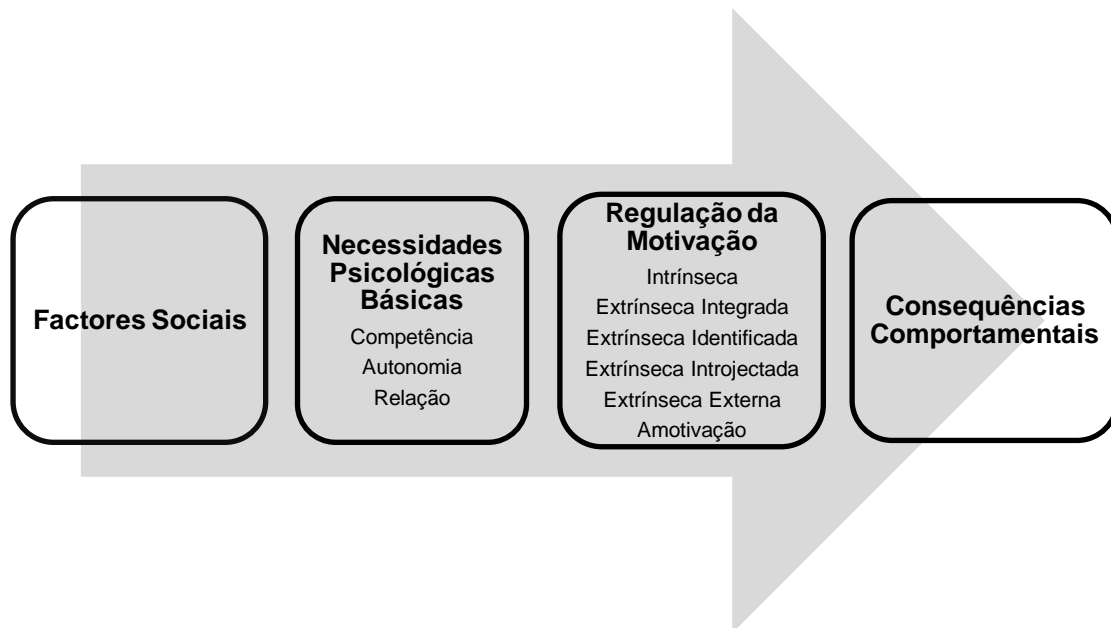 Factores Sociais
Necessidades
Psicológicas
Básicas
Competência
Autonomia
Relação
Regulação da
Motivação
Intrínseca
Extrínseca Integrada
Extrínseca Identificada
Extrínseca Introjectada
Extrínseca Externa
Amotivação
Consequências
Comportamentais